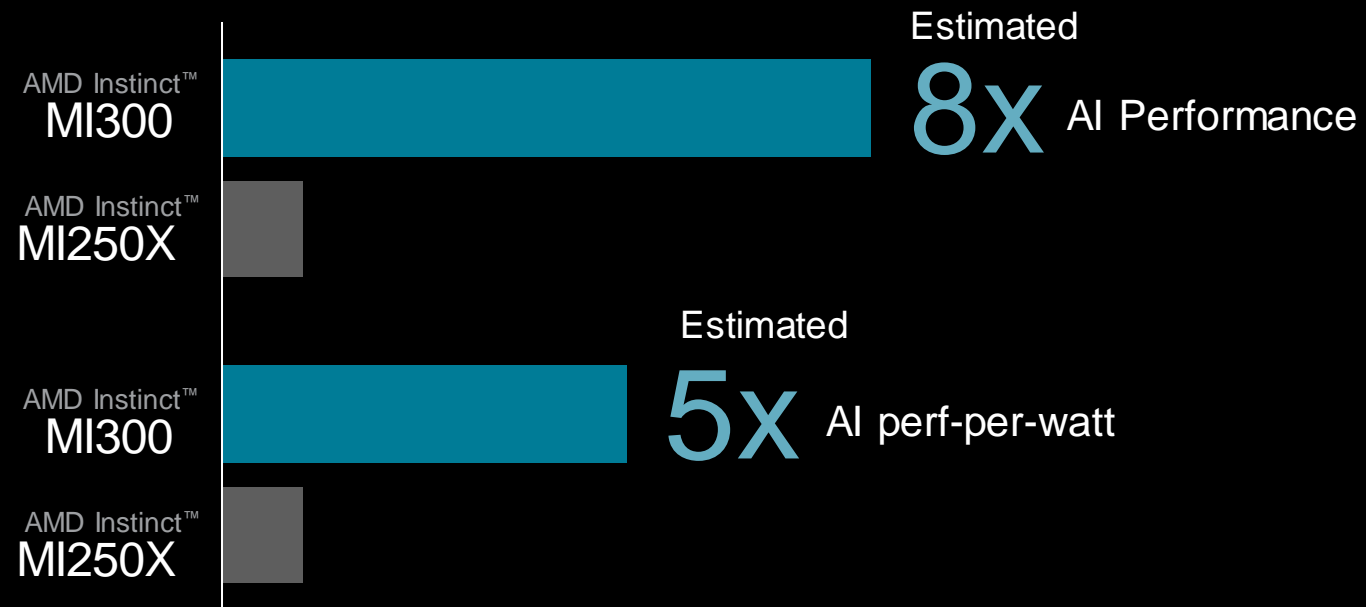 Estimated
AMD Instinct™
MI300
8x AI Performance
AMD Instinct™
MI250X
Estimated
AMD Instinct™
MI300
5x AI perf-per-watt
AMD Instinct™
MI250X